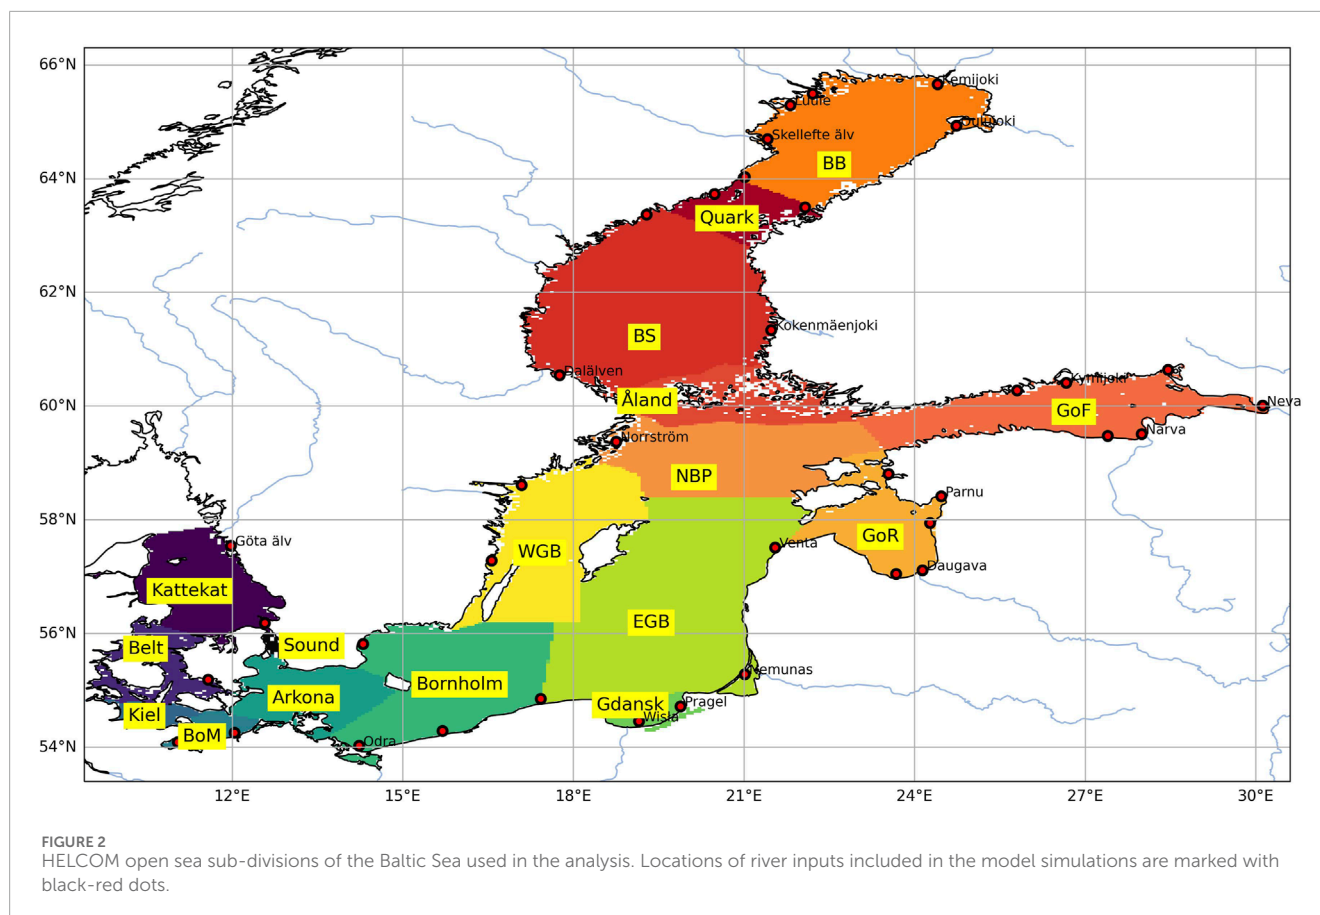 66°N
Kemijoki
Luule
Oulujoki
Skellefte älv
BB
64°N
Quark
62°N
Kokenmäenjoki
BS
Dalälven
Kymijoki
Åland
Neva
60°N
GoF
Narva
Norrström
NBP
Parnu
58°N
GoR
Göta älv
Venta
WGB
Daugava
Kattekat
EGB
56°N
Sound
Belt
Nemunas
Bornholm
Arkona
Gdansk
Pragel
Kiel
Wisla
BoM
Odra
54°N
12°E 15°E 18°E 21°E 24°E 27°E 30°E
FIGURE 2
HELCOM open sea sub-divisions of the Baltic Sea used in the analysis. Locations of river inputs included in the model simulations are marked with
black-red dots.